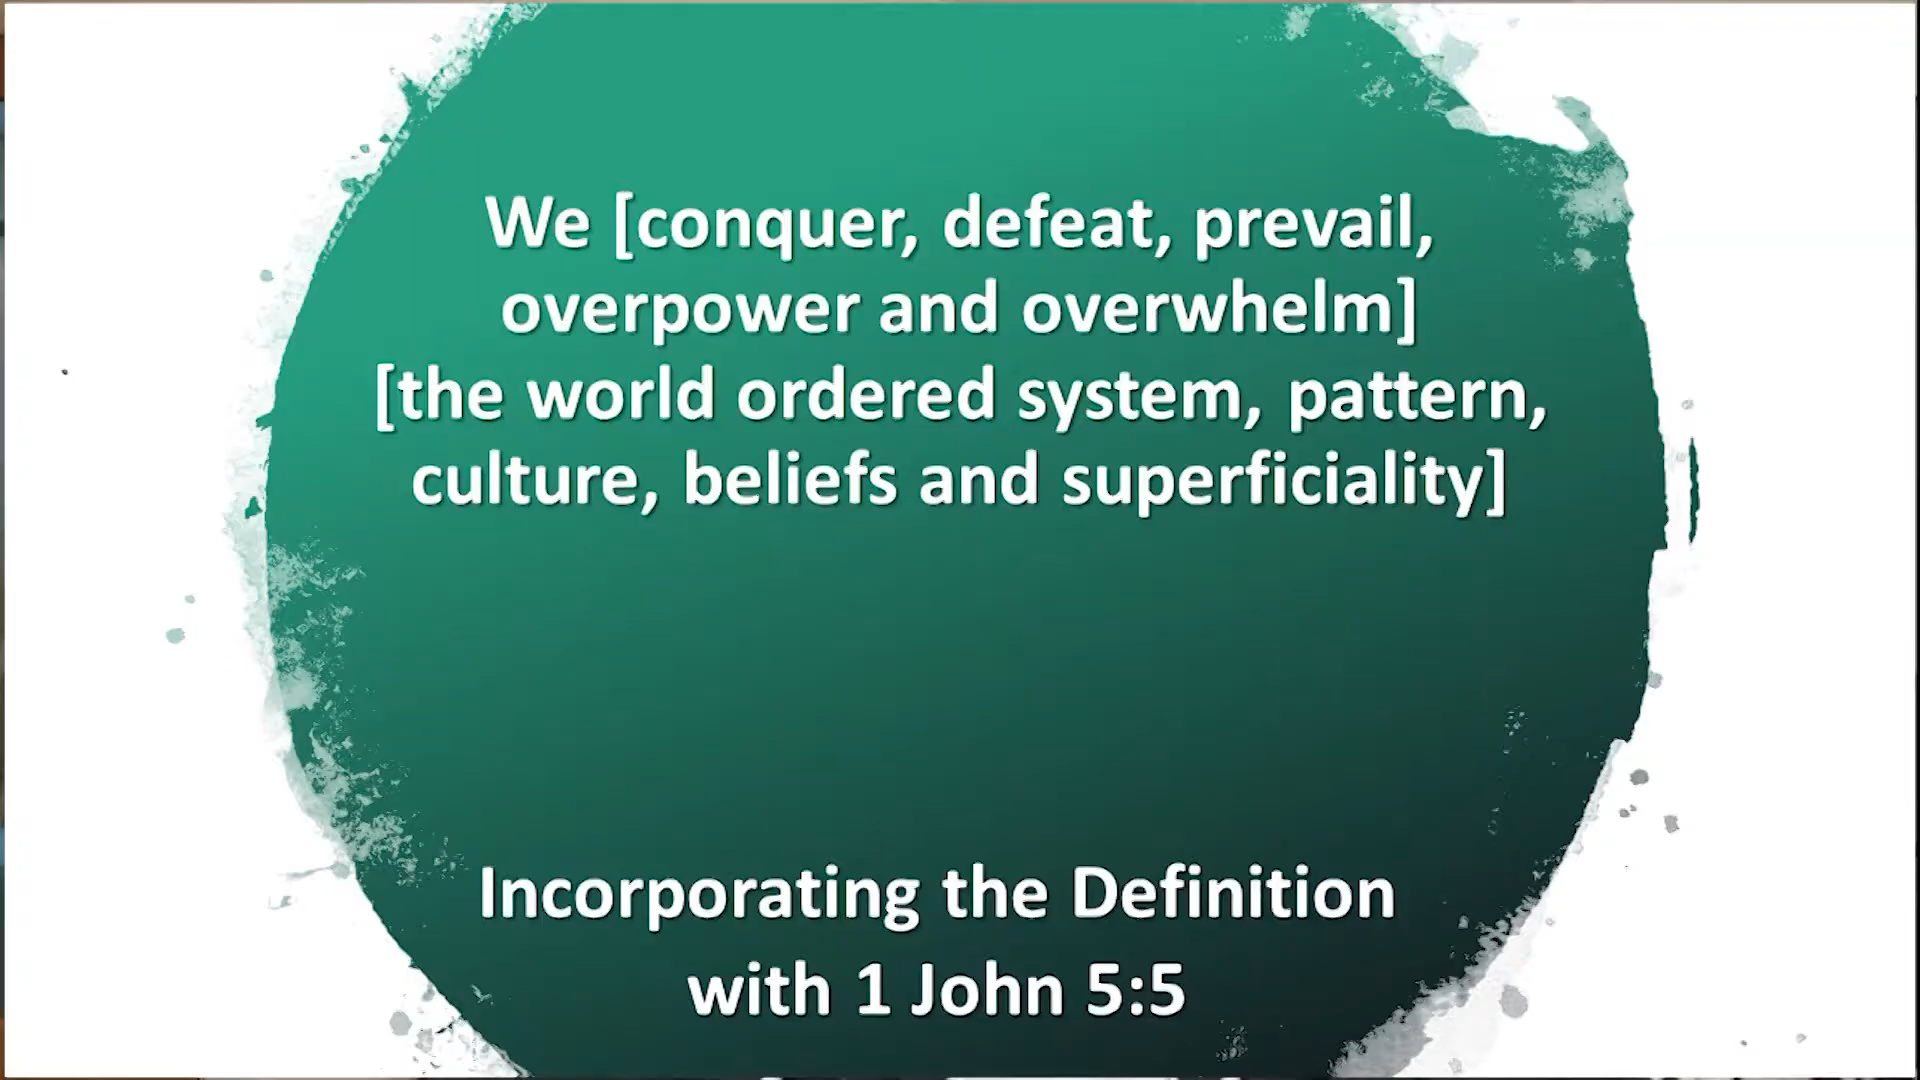 We [conquer, defeat, prevail,
overpower and overwhelm]
[the world ordered system, pattern,
culture, beliefs and superficiality]
Incorporating the Definition
with 1 John 5:5